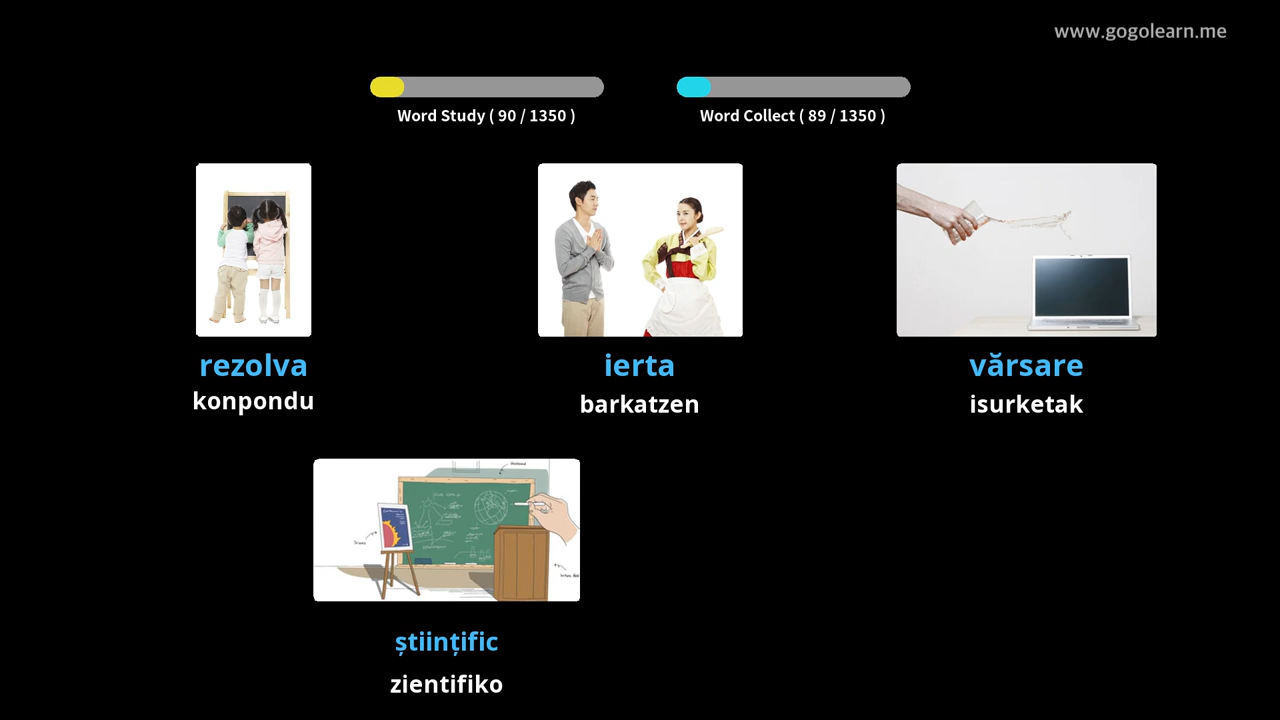 www.gogolearn.me
Word Study ( 90 / 1350 )
Word Collect ( 89 / 1350 )
rezolva
konpondu
ierta
barkatzen
vărsare
isurketak
științific
zientifiko